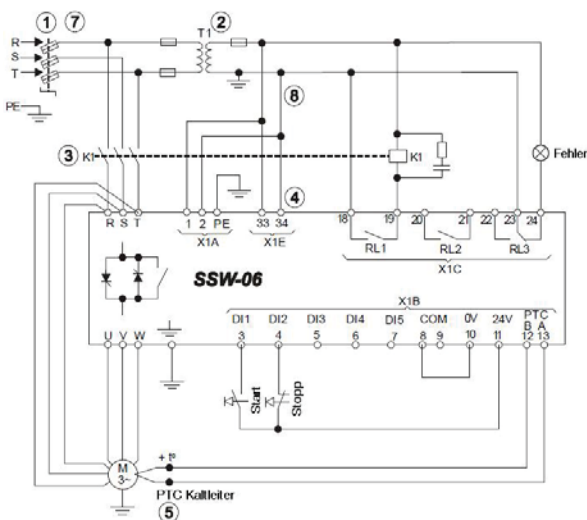 1 7 T1 2
R
S
T
PE
8
3 K1 K1 Fehler
4
R S T 1 2 PE 33 34 18 19 20 21 22 23 24
X1A X1E RL1 RL2 RL3
X1C
SSW-06
X1B
DI1 DI2 DI3 DI4 DI5 COM 0V 24V PTC
B A
3 4 5 6 7 8 9 10 11 12 13
U V W
Start
Stopp
M
3~
+ t°
PTC Kaltleiter
5